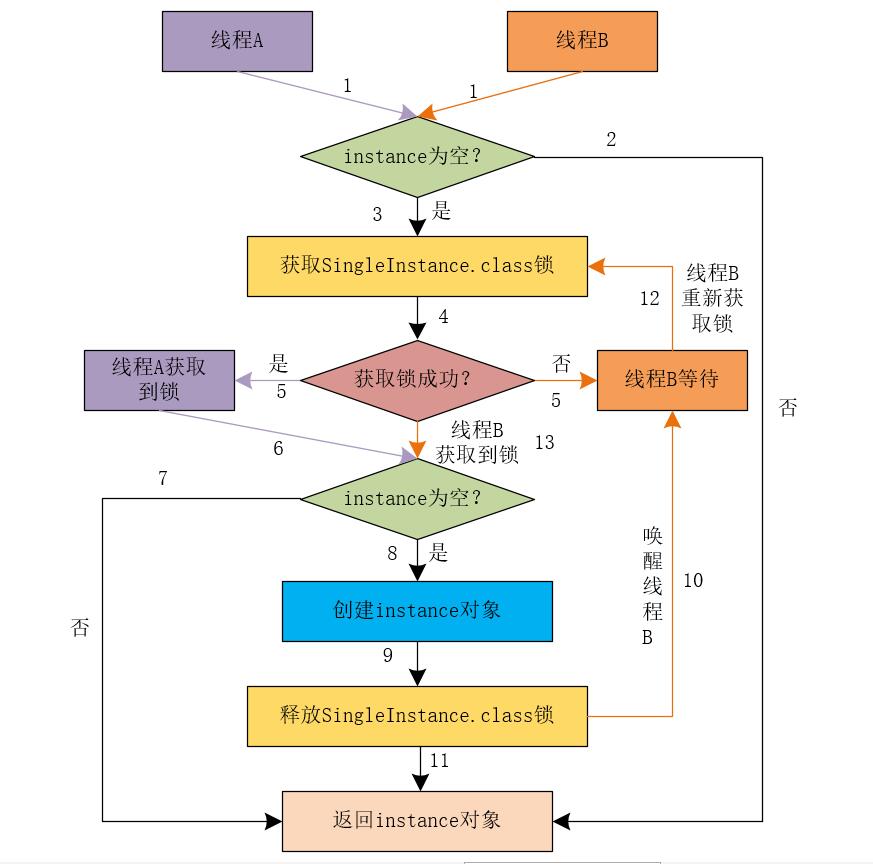 线程A
线程B
1
1
instance为空?
2
3
是
获取SingleInstance.class锁
线程B
重新获
取锁
12
4
线程A获取
到锁
是
5
获取锁成功?
否
5
线程B等待
否
线程B
获取到锁
13
6
7
instance为空?
8
是
唤
醒
线
程
B
10
创建instance对象
否
9
释放SingleInstance.class锁
11
返回instance对象